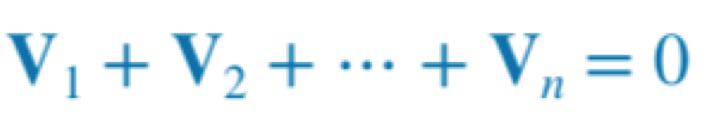 V₁ + V₂ + ⋯ + Vₙ = 0